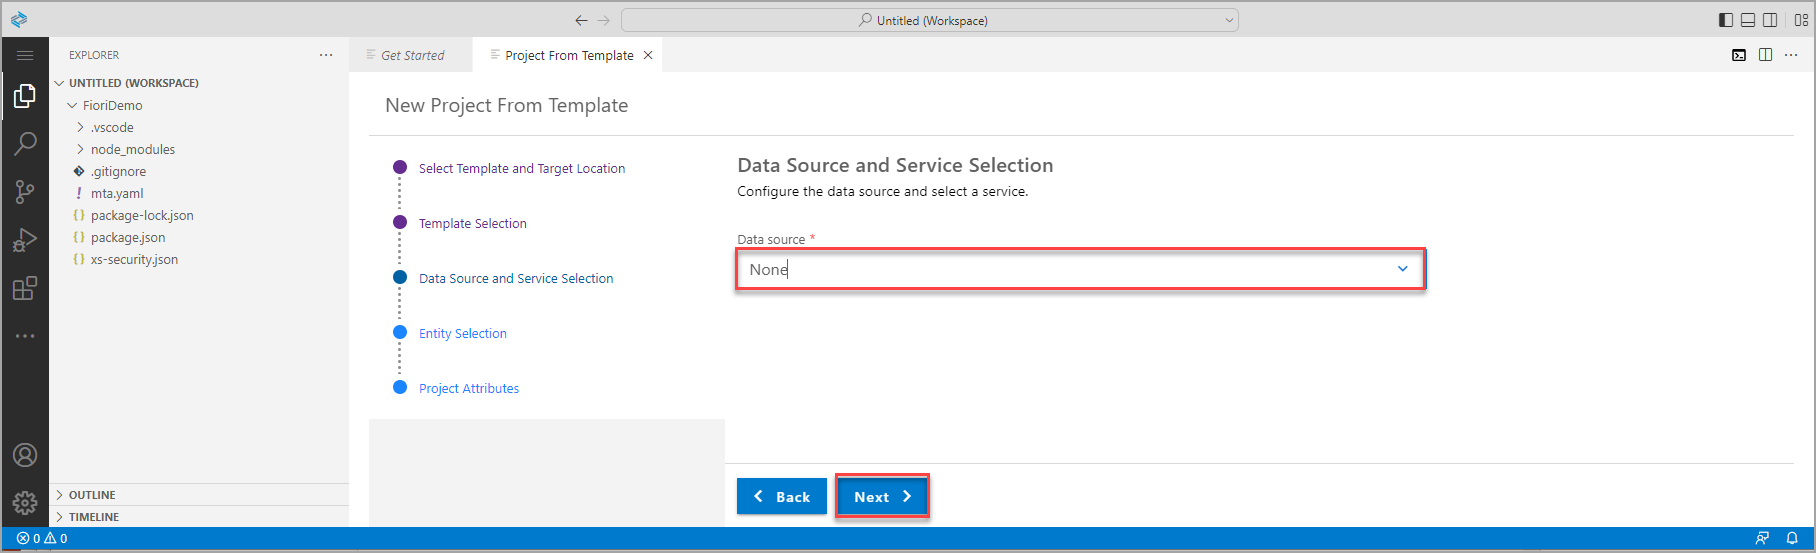 Untitled (Workspace)
EXPLORER
Get Started
Project From Template
UNTITLED (WORKSPACE)
FioriDemo
.vscode
node_modules
.gitignore
! mta.yaml
{} package-lock.json
{} package.json
{} xs-security.json
OUTLINE
TIMELINE
New Project From Template
Select Template and Target Location
Template Selection
Data Source and Service Selection
Entity Selection
Project Attributes
Data Source and Service Selection
Configure the data source and select a service.
Data source *
None
Back
Next
0 0